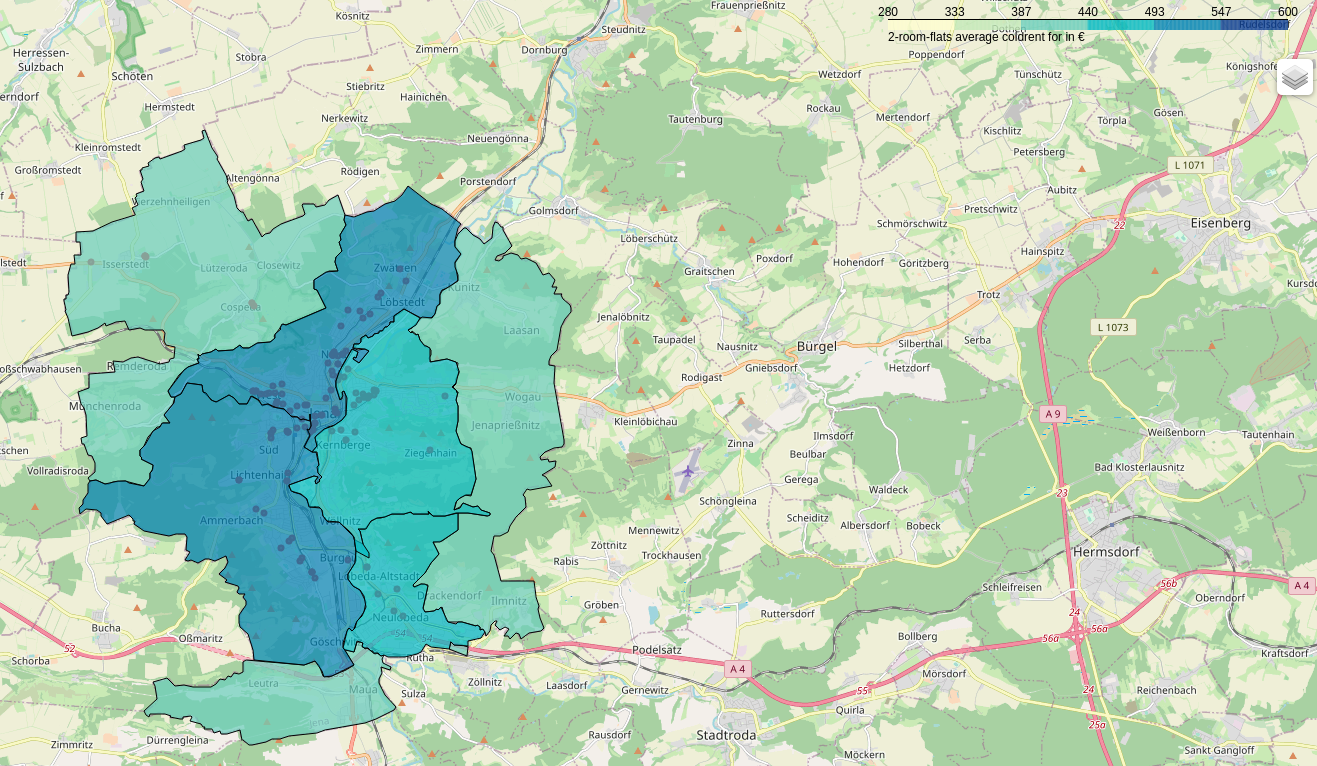 Frauenprießnitz
280 333 387 440 493 547 600
2-room-flats average coldrent for in €
Kösnitz
Steudnitz
Rudelsdorf
Herressen-
Sulzbach
Zimmern
Dornburg
Poppendorf
Stobra
Schöten
Wetzdorf
Tünschütz
Königshofe
erndorf
Stiebritz
Hainichen
Hermstedt
Rockau
Nerkewitz
Tautenburg
Mertendorf
Törpla
Gösen
Kischlitz
Neuengönna
Kleinromstedt
Petersberg
L 1071
Großromstedt
Rödigen
Altengönna
Porstendorf
Aubitz
ierzehnheiligen
Golmsdorf
Pretschwitz
Schmörschwitz
Eisenberg
22
Löberschütz
Hainspitz
llstedt
Isserstedt
Lützeroda
Closewitz
Zwätzen
Poxdorf
Hohendorf
Göritzberg
Graitschen
Kunitz
Kursdo
Trotz
Cospeda
Löbstedt
Jenalöbnitz
Laasan
L 1073
Taupadel
Nausnitz
Bürgel
Silberthal
Serba
oßschwabhausen
Remderoda
Gniebsdorf
Hetzdorf
Rodigast
Wogau
Münchenroda
Jena
A 9
Kleinlöbichau
Jenaprießnitz
Weißenborn
Tautenhain
Kernberge
Zinna
Ilmsdorf
tschen
Süd
Ziegenhain
Beulbar
Vollradisroda
Lichtenhain
Bad Klosterlausnitz
Gerega
Waldeck
23
Schöngleina
Ammerbach
Wöllnitz
Scheiditz
Albersdorf
Bobeck
Mennewitz
Zöttnitz
Trockhausen
Hermsdorf
Burgau
Rabis
Lobeda-Altstadt
Schleifreisen
56b
A 4
Drackendorf
Ilmnitz
Oberndorf
Gröben
Ruttersdorf
24
Neulobeda
Bucha
56a
54
Oßmaritz
Göschwitz
56a
Bollberg
52
Podelsatz
Kraftsdorf
Schorba
Rutha
A 4
Mörsdorf
Leutra
Maua
Sulza
Zöllnitz
Laasdorf
Gernewitz
55
24
Reichenbach
Quirla
25a
Jena
Stadtroda
Rausdorf
Dürrengleina
Zimmritz
Möckern
Sankt Gangloff